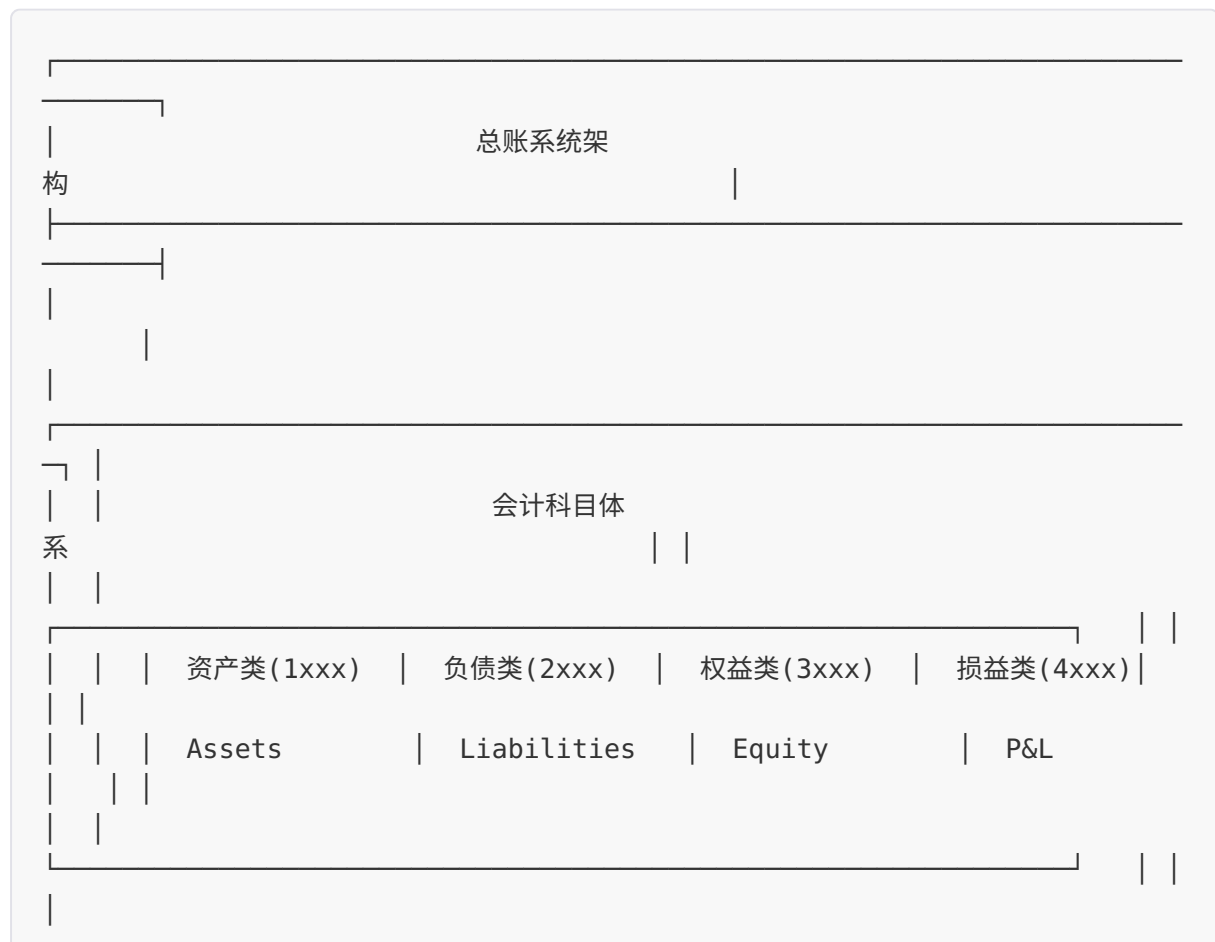 总账系统架
构
会计科目体
系
资产类(1xxx) │ 负债类(2xxx) │ 权益类(3xxx) │ 损益类(4xxx)│
Assets │ Liabilities │ Equity │ P&L